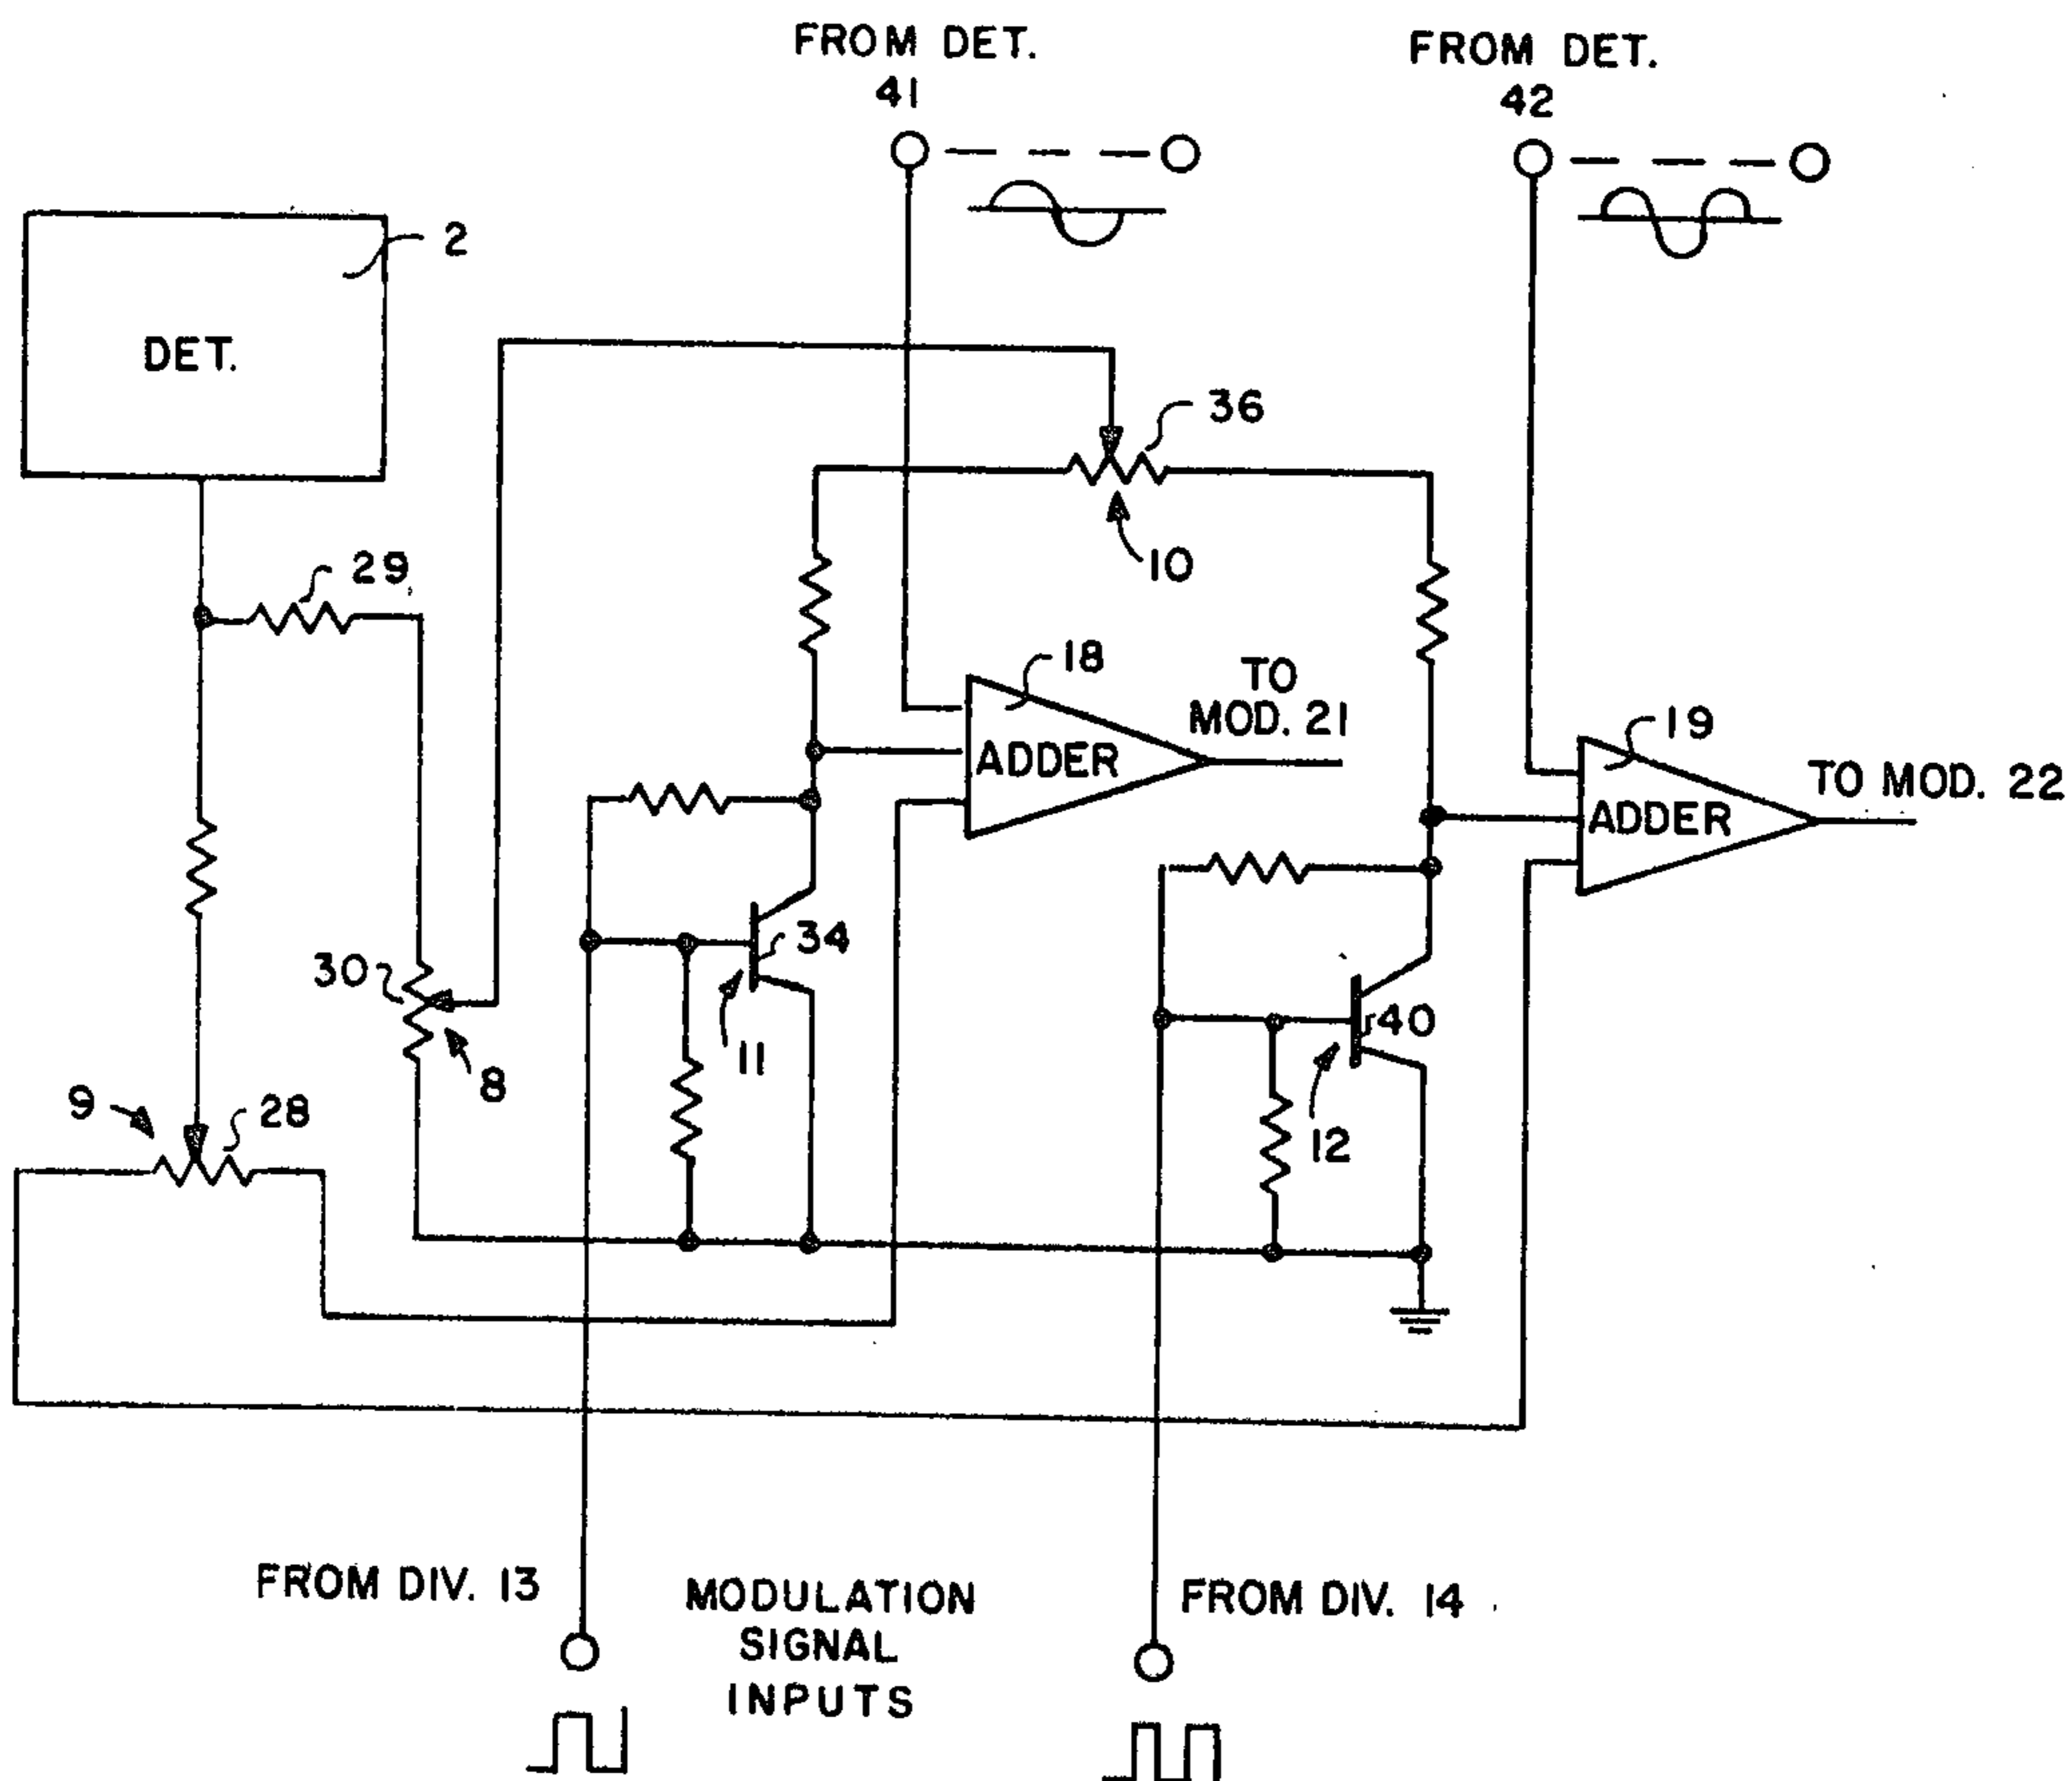 FROM DET.
41
FROM DET.
42
2
DET.
36
10
29
18
TO
MOD. 21
ADDER
19
TO MOD. 22
ADDER
34
30
11
40
8
12
9
28
FROM DIV. 13
MODULATION
SIGNAL
INPUTS
FROM DIV. 14